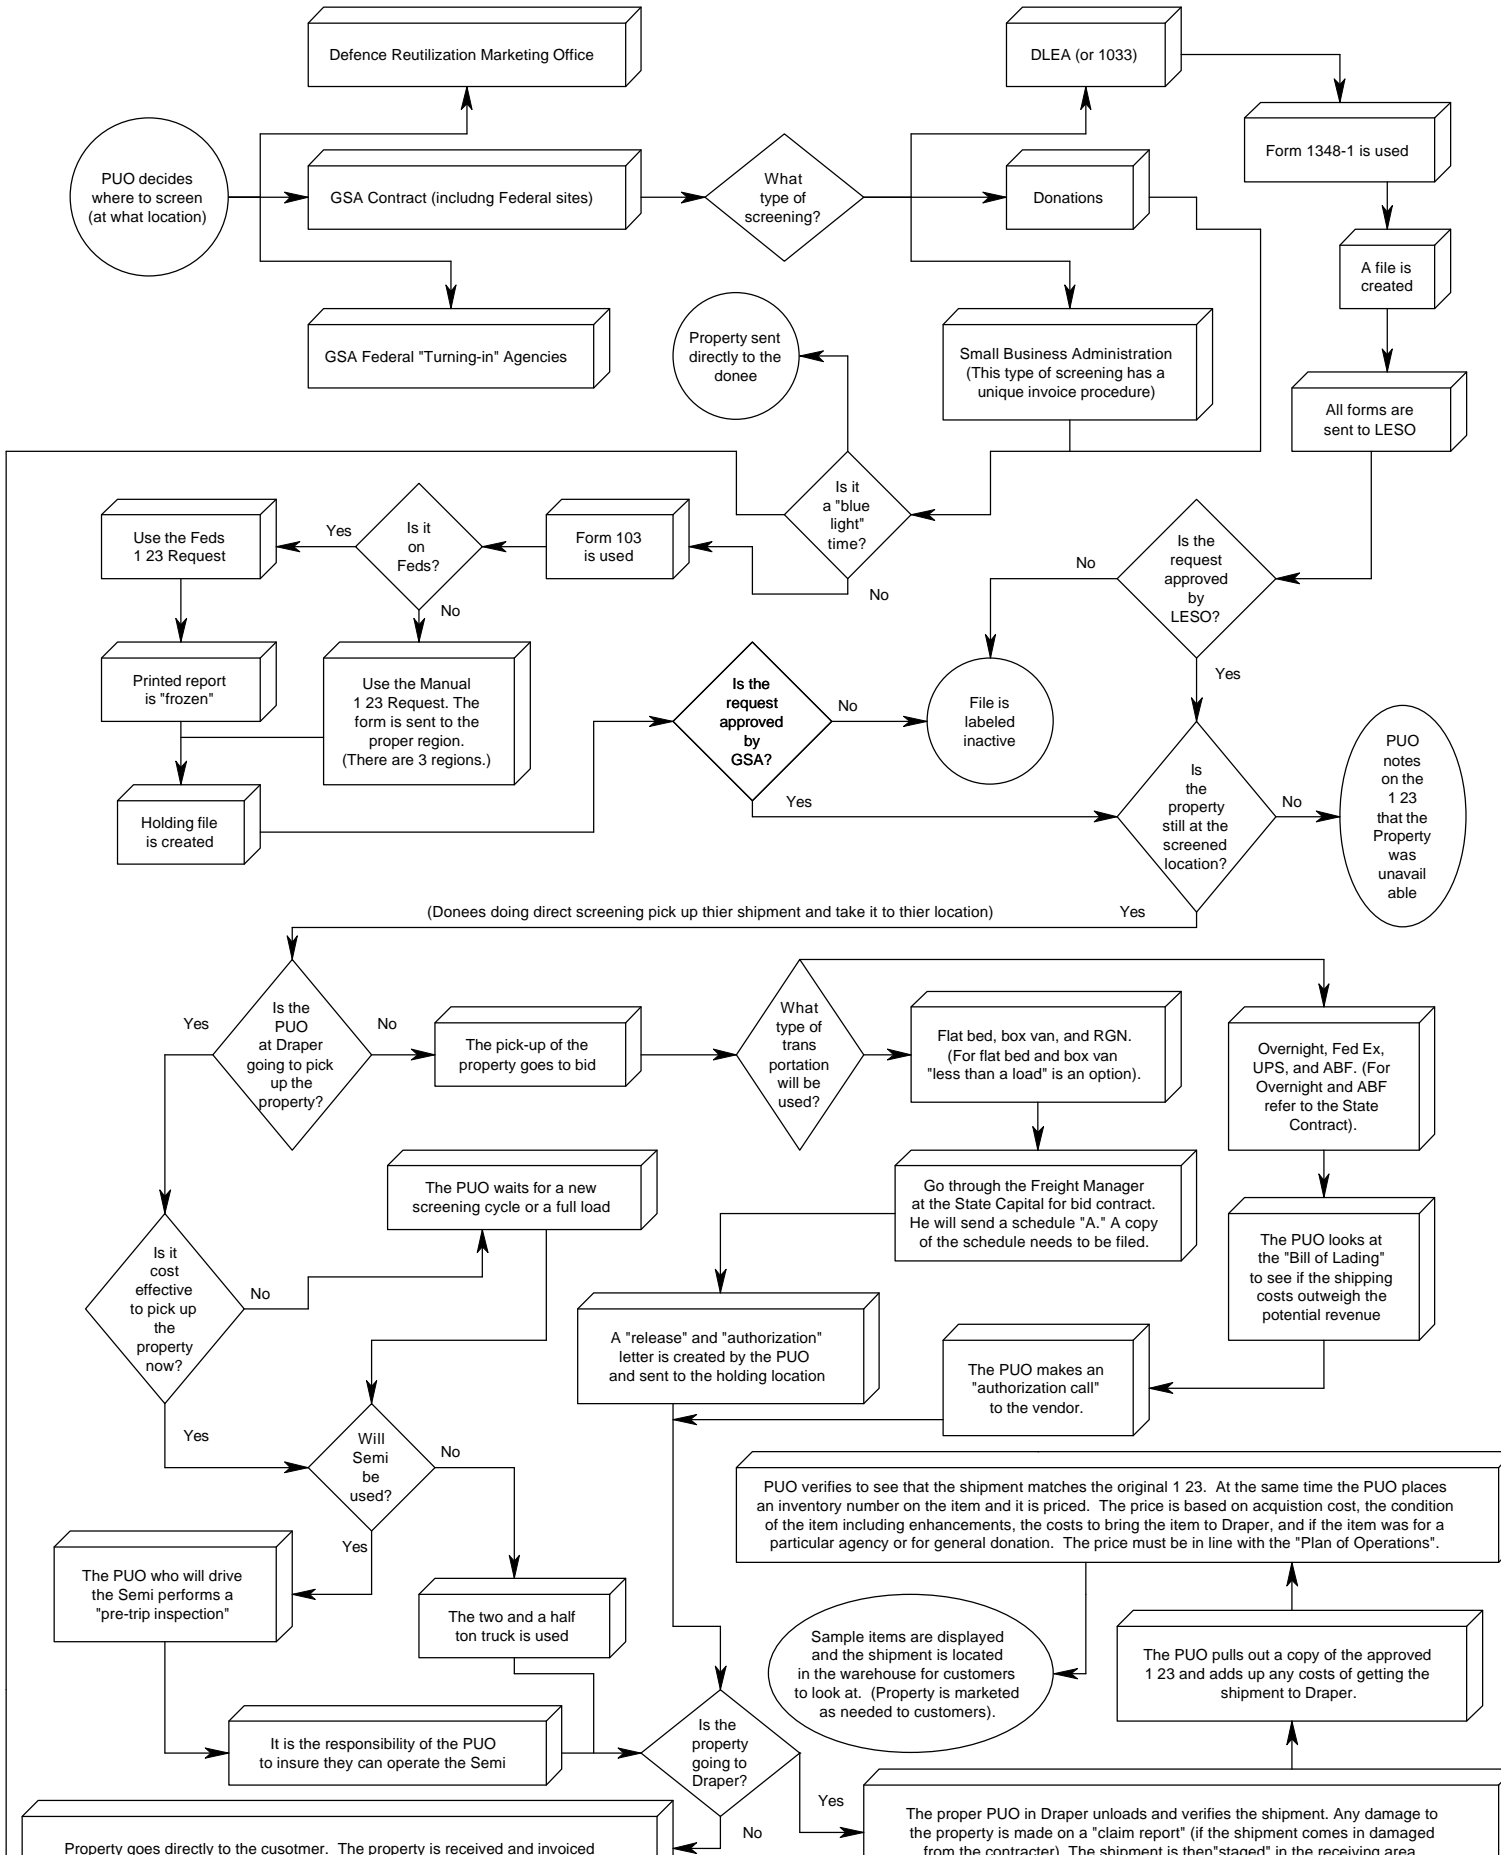 Defence Reutilization Marketing Office
DLEA (or 1033)
Form 1348-1 is used
PUO decides
where to screen
(at what location)
GSA Contract (includng Federal sites)
What
type of
screening?
Donations
A file is
created
GSA Federal "Turning-in" Agencies
Property sent
directly to the
donee
Small Business Administration
(This type of screening has a
unique invoice procedure)
All forms are
sent to LESO
Use the Feds
1 23 Request
Yes
Is it
on
Feds?
Form 103
is used
Is it
a "blue
light"
time?
No
No
Is the
request
approved
by
LESO?
No
Yes
Printed report
is "frozen"
Use the Manual
1 23 Request. The
form is sent to the
proper region.
(There are 3 regions.)
Is the
request
approved
by
GSA?
No
Yes
File is
labeled
inactive
Is
the
property
still at the
screened
location?
No
PUO
notes
on the
1 23
that the
Property
was
unavail
able
Holding file
is created
(Donees doing direct screening pick up thier shipment and take it to thier location)
Yes
Yes
Is the
PUO
at Draper
going to pick
up the
property?
No
The pick-up of the
property goes to bid
What
type of
trans
portation
will be
used?
Flat bed, box van, and RGN.
(For flat bed and box van
"less than a load" is an option).
Overnight, Fed Ex,
UPS, and ABF. (For
Overnight and ABF
refer to the State
Contract).
The PUO waits for a new
screening cycle or a full load
Go through the Freight Manager
at the State Capital for bid contract.
He will send a schedule "A." A copy
of the schedule needs to be filed.
The PUO looks at
the "Bill of Lading"
to see if the shipping
costs outweigh the
potential revenue
Is it
cost
effective
to pick up
the
property
now?
No
Yes
A "release" and "authorization"
letter is created by the PUO
and sent to the holding location
The PUO makes an
"authorization call"
to the vendor.
Will
Semi
be
used?
No
Yes
PUO verifies to see that the shipment matches the original 1 23. At the same time the PUO places
an inventory number on the item and it is priced. The price is based on acquistion cost, the condition
of the item including enhancements, the costs to bring the item to Draper, and if the item was for a
particular agency or for general donation. The price must be in line with the "Plan of Operations".
The PUO who will drive
the Semi performs a
"pre-trip inspection"
The two and a half
ton truck is used
Sample items are displayed
and the shipment is located
in the warehouse for customers
to look at. (Property is marketed
as needed to customers).
The PUO pulls out a copy of the approved
1 23 and adds up any costs of getting the
shipment to Draper.
It is the responsibility of the PUO
to insure they can operate the Semi
Is the
property
going to
Draper?
Yes
No
Property goes directly to the cusotmer. The property is received and invoiced
The proper PUO in Draper unloads and verifies the shipment. Any damage to
the property is made on a "claim report" (if the shipment comes in damaged
from the contracter). The shipment is then"staged" in the receiving area